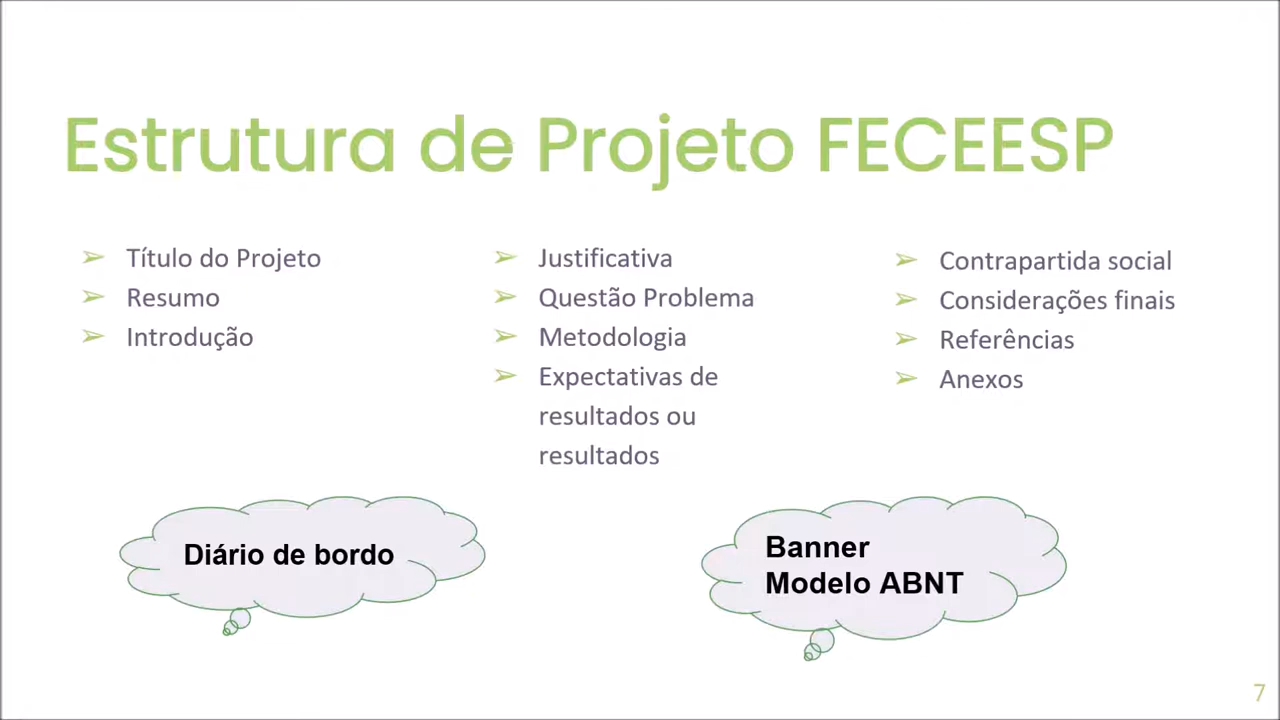 Estrutura de Projeto FECEESP
➢ Título do Projeto
➢ Resumo
➢ Introdução
➢ Justificativa
➢ Questão Problema
➢ Metodologia
➢ Expectativas de
resultados ou
resultados
➢ Contrapartida social
➢ Considerações finais
➢ Referências
➢ Anexos
Diário de bordo
Banner
Modelo ABNT
7